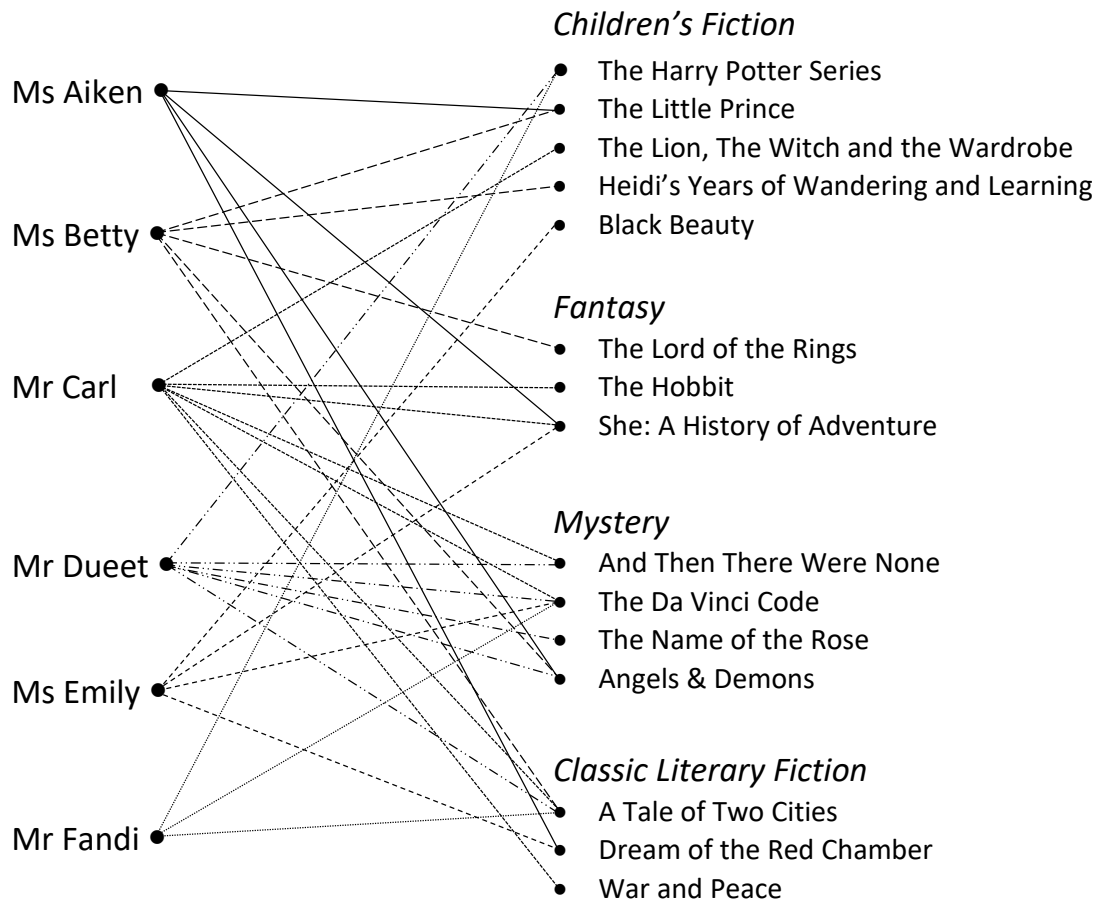 Children’s Fiction
Ms Aiken
The Harry Potter Series
The Little Prince
The Lion, The Witch and the Wardrobe
Heidi’s Years of Wandering and Learning
Ms Betty
Black Beauty
Fantasy
The Lord of the Rings
Mr Carl
The Hobbit
She: A History of Adventure
Mystery
Mr Dueet
And Then There Were None
The Da Vinci Code
The Name of the Rose
Ms Emily
Angels & Demons
Classic Literary Fiction
A Tale of Two Cities
Mr Fandi
Dream of the Red Chamber
War and Peace